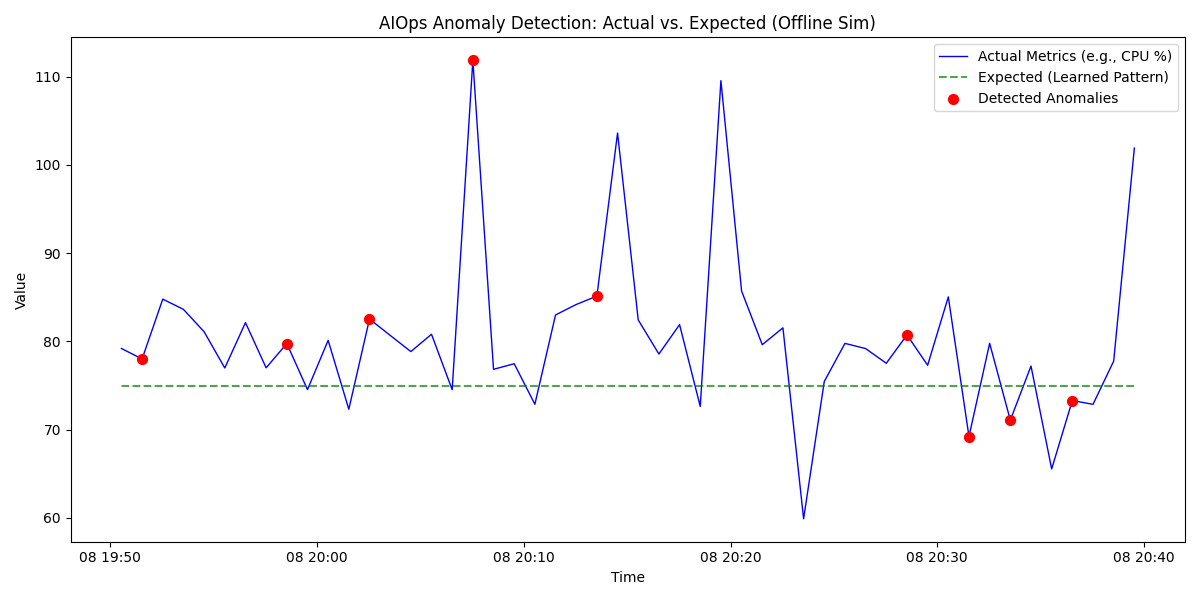 AIOps Anomaly Detection: Actual vs. Expected (Offline Sim)
Actual Metrics (e.g., CPU %)
Expected (Learned Pattern)
Detected Anomalies
110
100
90
80
70
60
Value
08 19:50
08 20:00
08 20:10
08 20:20
08 20:30
08 20:40
Time